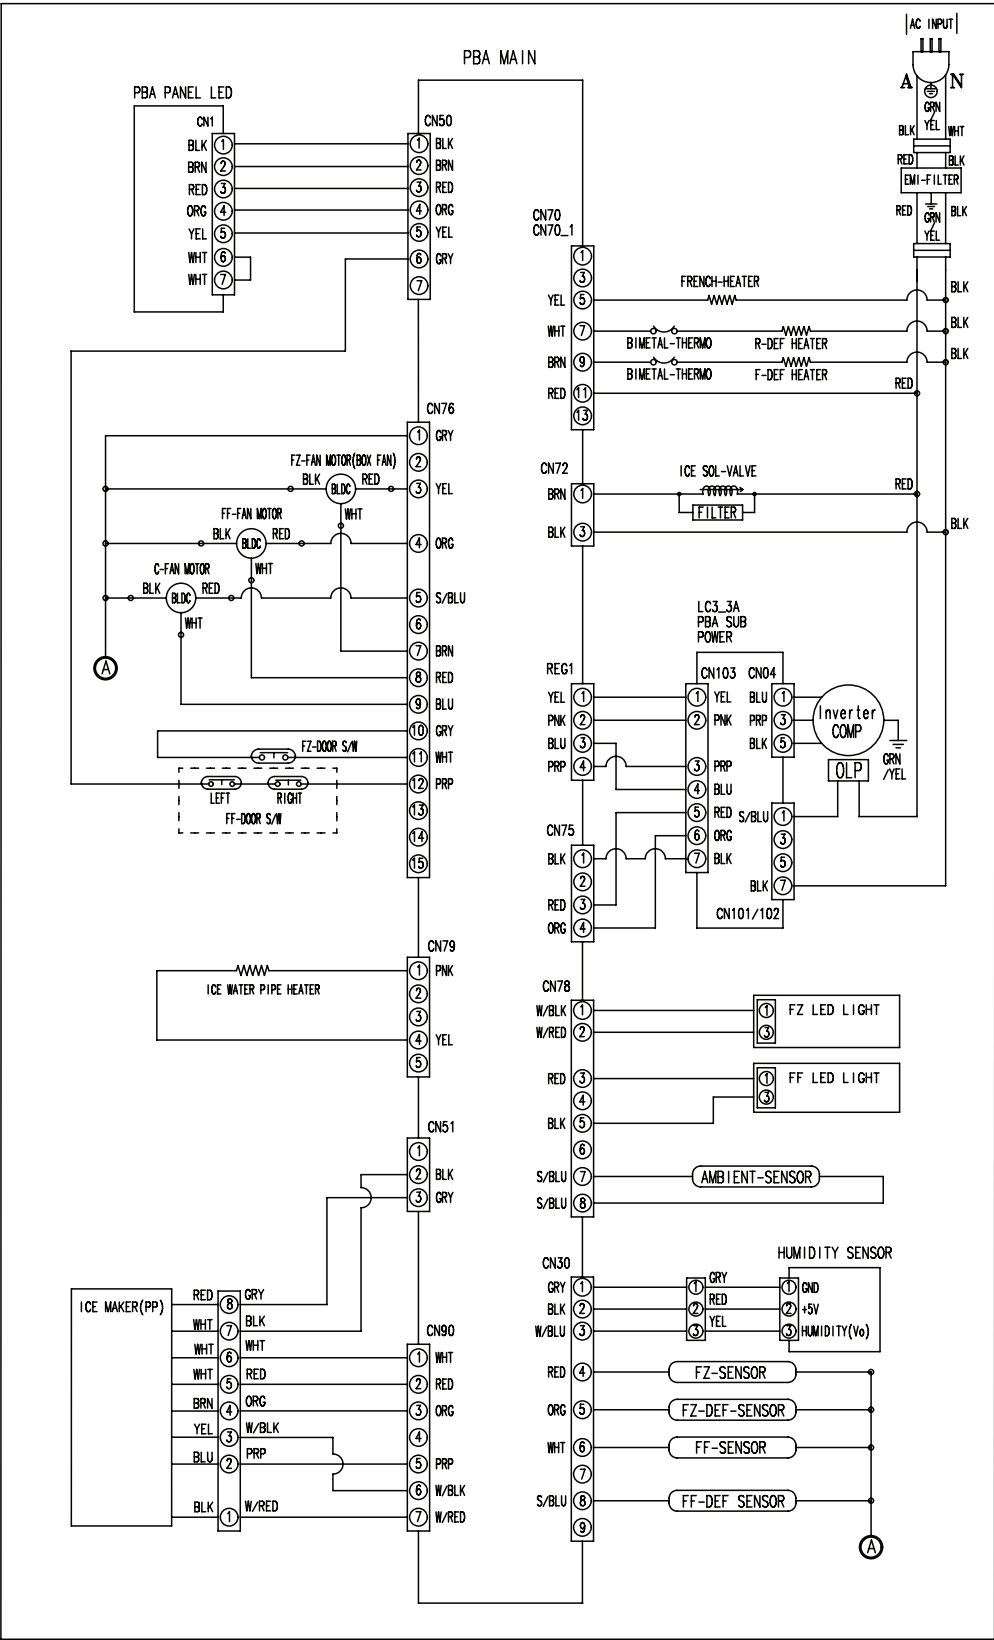 AC INPUT
PBA MAIN
A N
GRN
YEL
BLK WHT
RED BLK
EMI-FILTER
RED GRN BLK
YEL
PBA PANEL LED
CN1
BLK 1
BRN 2
RED 3
ORG 4
YEL 5
WHT 6
WHT 7
CN50
1 BLK
2 BRN
3 RED
4 ORG
5 YEL
6 GRY
7
CN70
CN70_1
1
3
YEL 5 FRENCH-HEATER BLK
WHT 7 BIMETAL-THERMO R-DEF HEATER BLK
BRN 9 BIMETAL-THERMO F-DEF HEATER BLK
RED 11 RED
13
CN76
1 GRY
2
FZ-FAN MOTOR(BOX FAN)
BLK BLDC RED 3 YEL
WHT
FF-FAN MOTOR
BLK BLDC RED 4 ORG
WHT
C-FAN MOTOR
BLK BLDC RED 5 S/BLU
WHT
6
7 BRN
8 RED
9 BLU
10 GRY
FZ-DOOR S/W 11 WHT
12 PRP
LEFT RIGHT
FF-DOOR S/W
13
14
15
A
CN72
ICE SOL-VALVE
BRN 1 RED
FILTER
BLK 3 BLK
LC3_3A
PBA SUB
POWER
REG1
YEL 1
PNK 2
BLU 3
PRP 4
CN103 CN04
1 YEL BLU 1
2 PNK PRP 3
BLK 5
3 PRP
4 BLU
5 RED S/BLU 1
6 ORG 3
7 BLK 5
BLK 7
CN101/102
Inverter
COMP
OLP
GRN
/YEL
CN75
BLK 1
2
RED 3
ORG 4
CN79
1 PNK
2
3
4 YEL
5
ICE WATER PIPE HEATER
CN78
W/BLK 1
W/RED 2
RED 3
4
BLK 5
6
S/BLU 7
S/BLU 8
1 FZ LED LIGHT
3
1 FF LED LIGHT
3
AMBIENT-SENSOR
CN51
1
2 BLK
3 GRY
CN30
HUMIDITY SENSOR
GRY 1 1 GRY 1 GND
BLK 2 2 RED 2 +5V
W/BLU 3 3 YEL 3 HUMIDITY(Vo)
RED 4 FZ-SENSOR
ORG 5 FZ-DEF-SENSOR
WHT 6 FF-SENSOR
7
S/BLU 8 FF-DEF SENSOR
9
A
ICE MAKER(PP)
RED 8 GRY
WHT 7 BLK
WHT 6 WHT
WHT 5 RED
BRN 4 ORG
YEL 3 W/BLK
BLU 2 PRP
BLK 1 W/RED
CN90
1 WHT
2 RED
3 ORG
4
5 PRP
6 W/BLK
7 W/RED